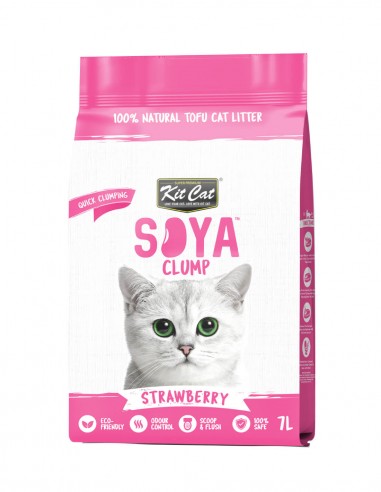 100% NATURAL TOFU CAT LITTER
QUICK CLUMPING
Kit Cat
SOYA™
CLUMP
STRAWBERRY
ECO-FRIENDLY
ODOUR CONTROL
SCOOP & FLUSH
100% SAFE
7L